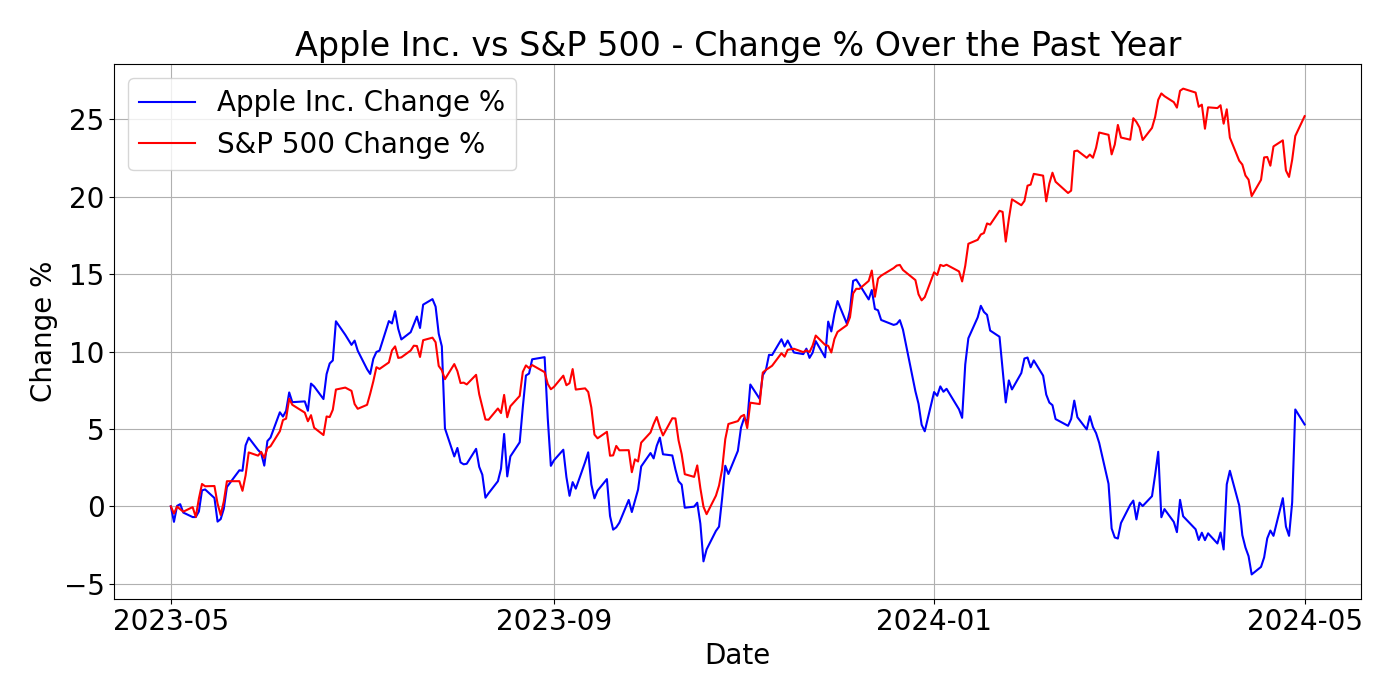 Apple Inc. vs S&P 500 - Change % Over the Past Year
Apple Inc. Change %
S&P 500 Change %
Change %
25
20
15
10
5
0
−5
2023-05
2023-09
2024-01
2024-05
Date